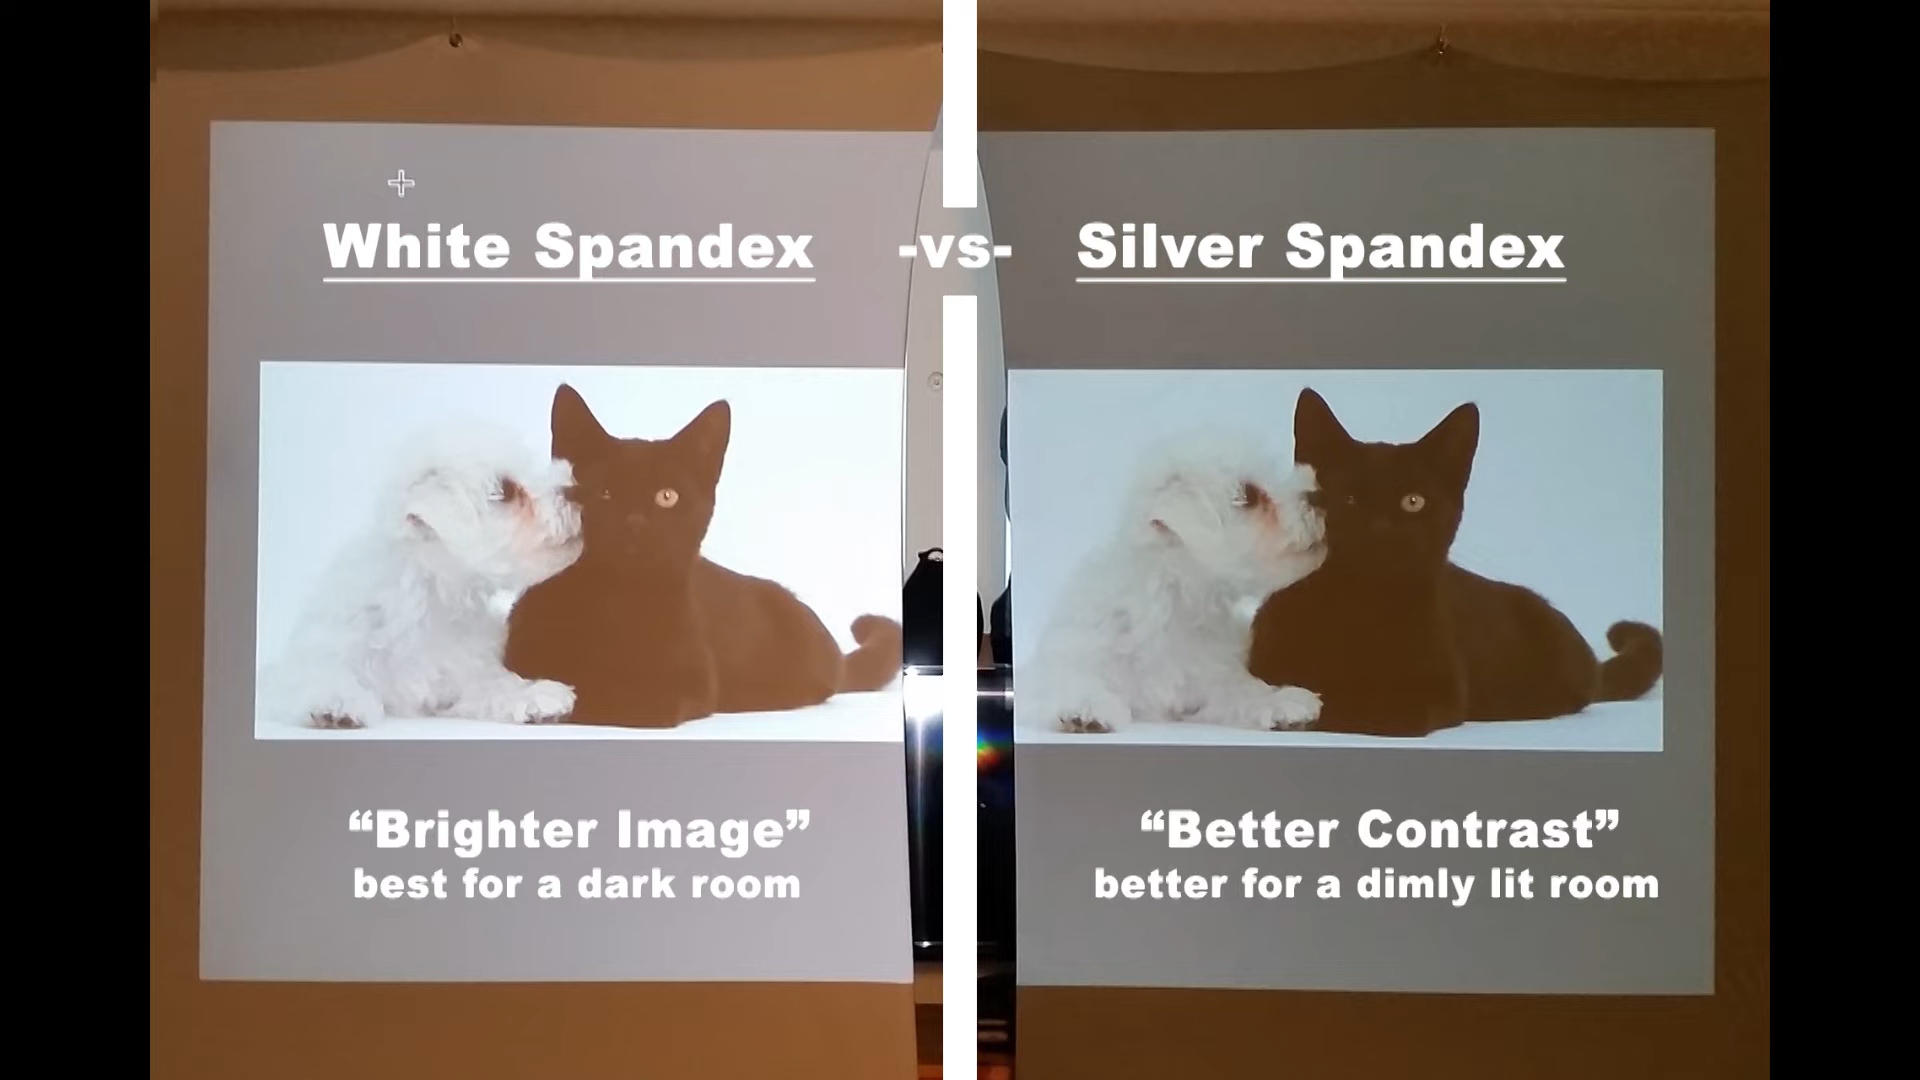 White Spandex -vs- Silver Spandex
“Brighter Image”
best for a dark room
“Better Contrast”
better for a dimly lit room